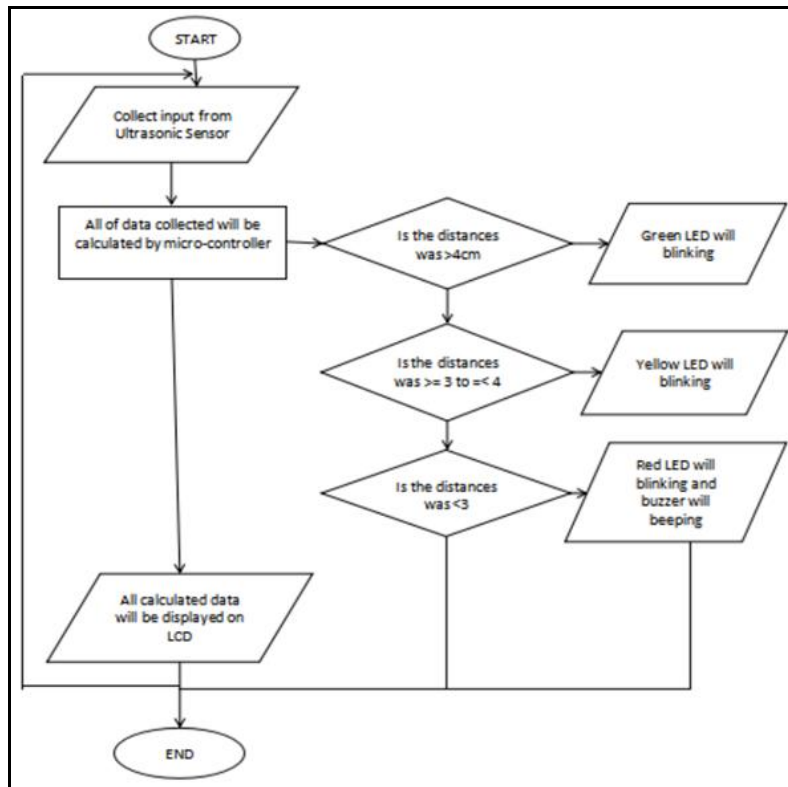 START
Collect input from
Ultrasonic Sensor
All of data collected will be
calculated by micro-controller
Is the distances
was >4cm
Green LED will
blinking
Is the distances
was >= 3 to =< 4
Yellow LED will
blinking
Is the distances
was <3
Red LED will
blinking and
buzzer will
beeping
All calculated data
will be displayed on
LCD
END